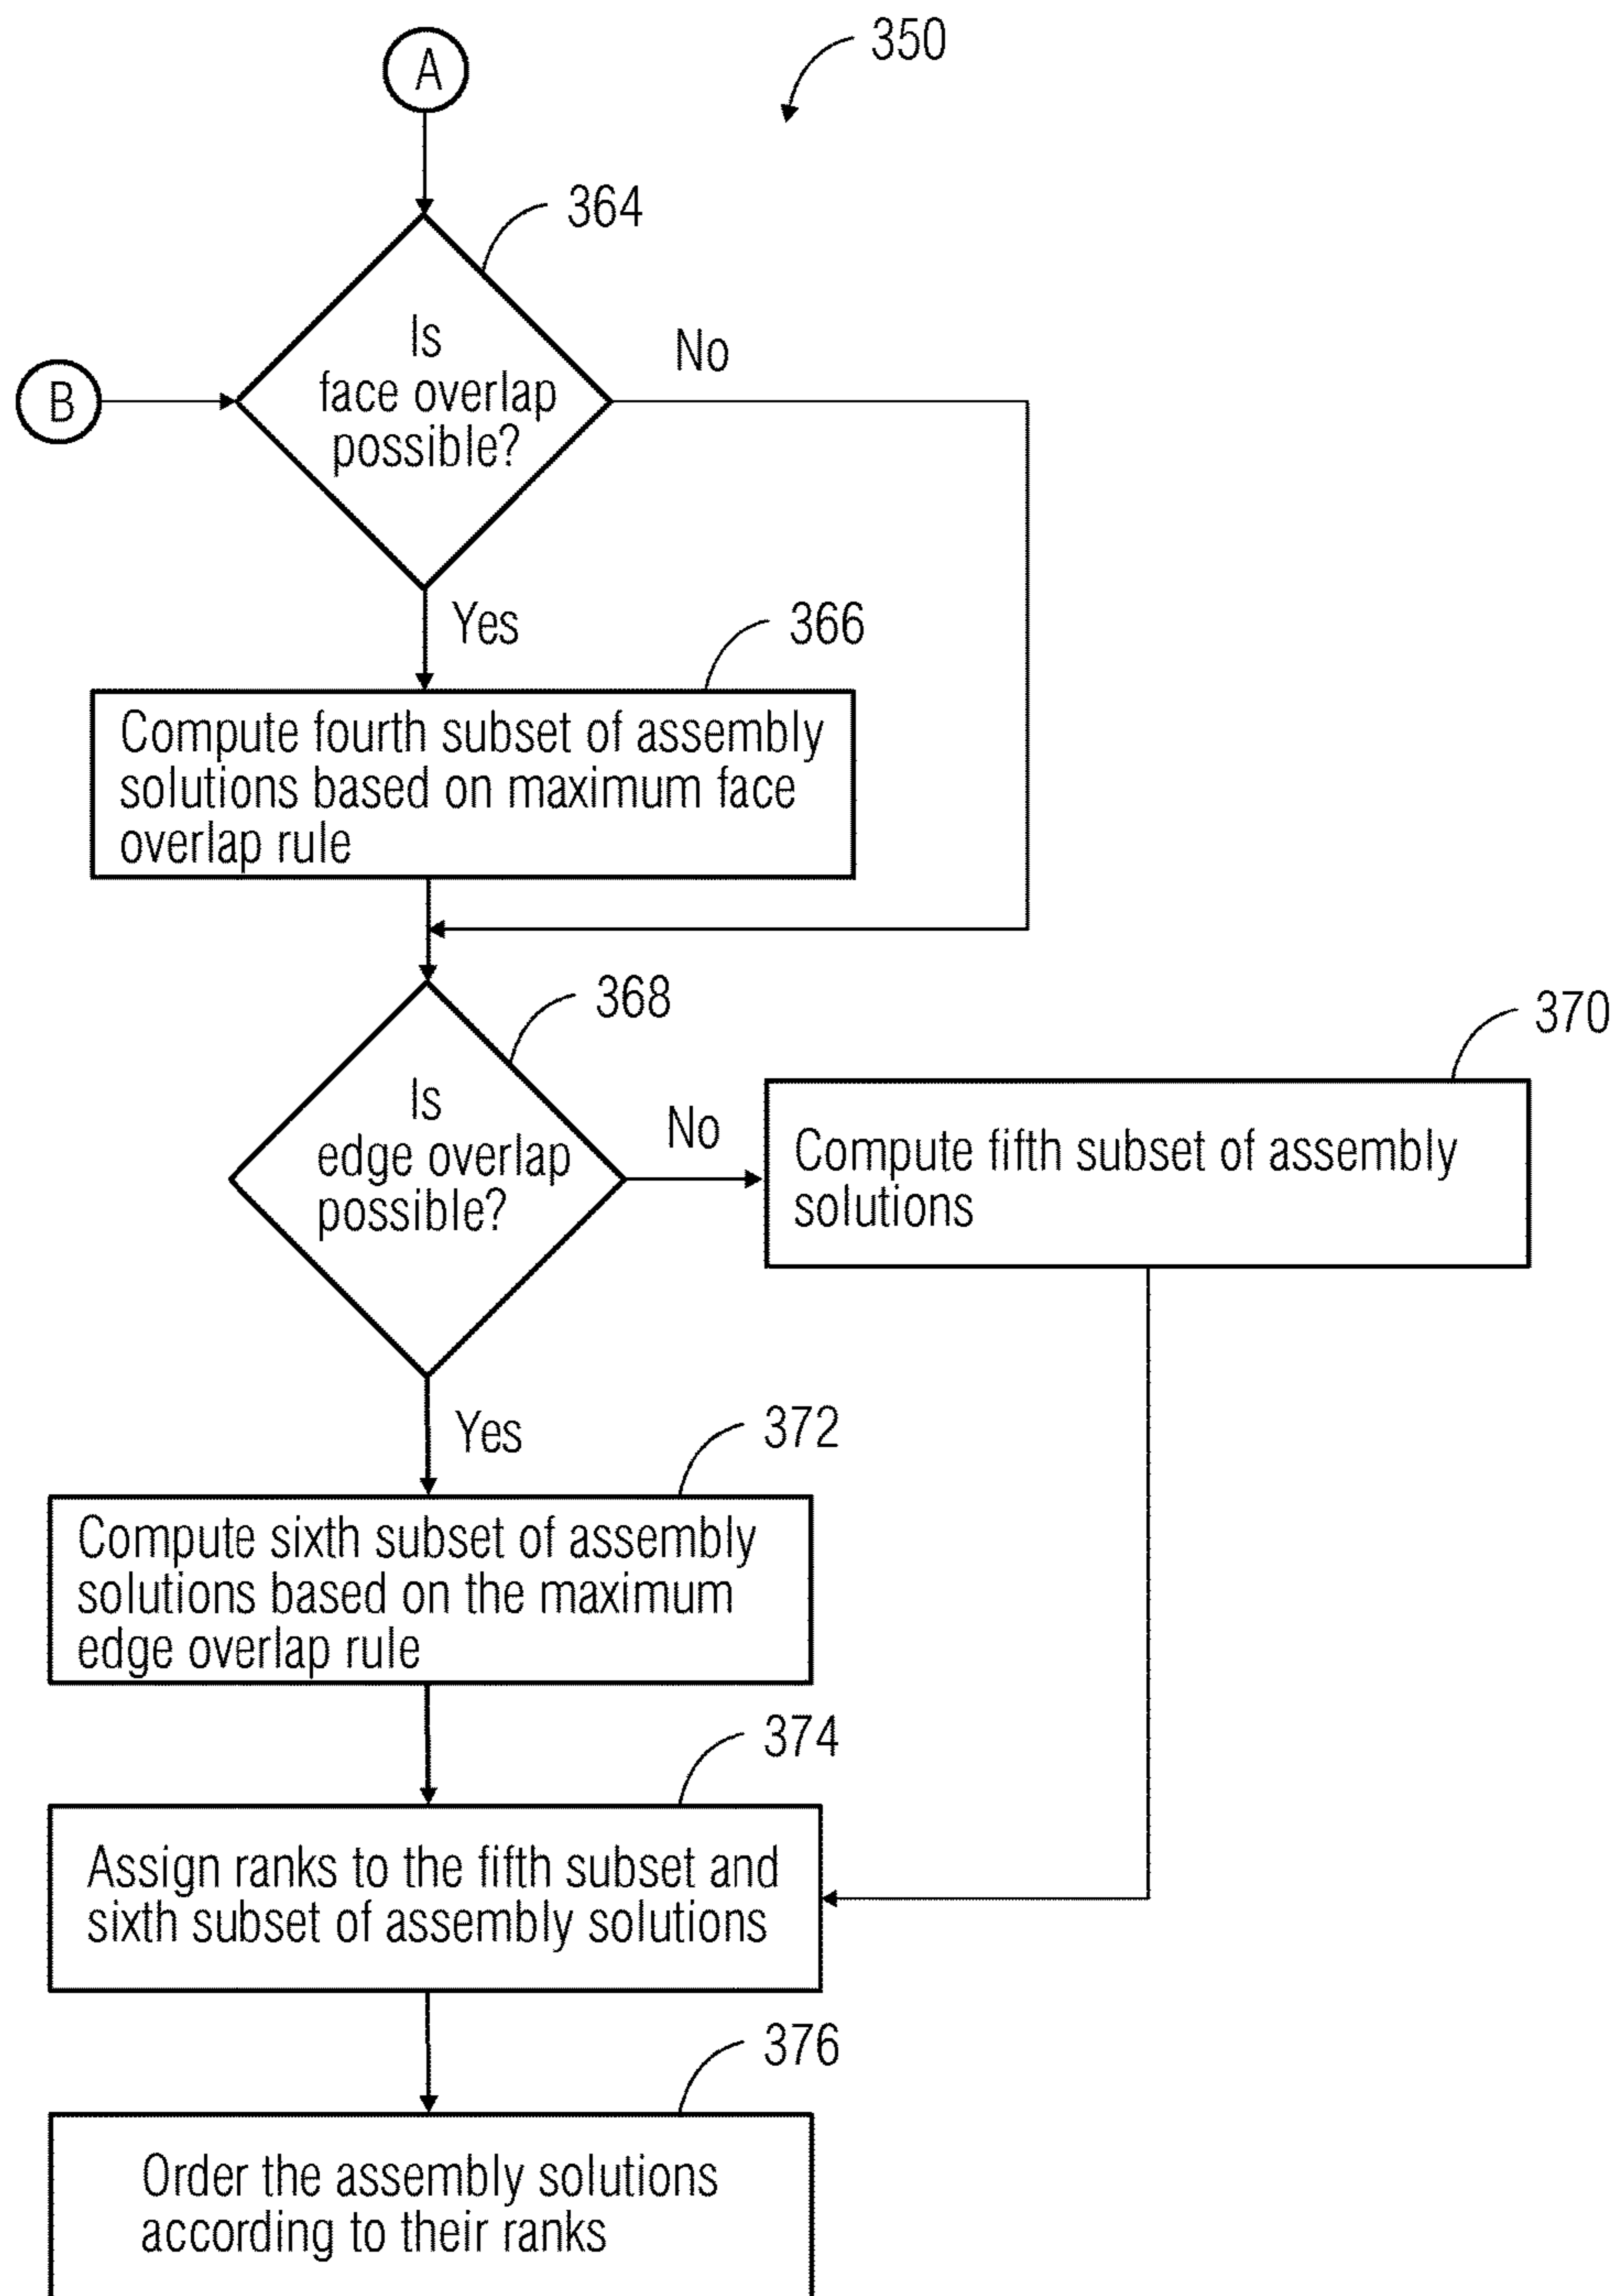 A
350
364
Is
face overlap
possible?
No
B
Yes
366
Compute fourth subset of assembly
solutions based on maximum face
overlap rule
368
370
Is
edge overlap
possible?
No
Compute fifth subset of assembly
solutions
Yes
372
Compute sixth subset of assembly
solutions based on the maximum
edge overlap rule
374
Assign ranks to the fifth subset and
sixth subset of assembly solutions
376
Order the assembly solutions
according to their ranks